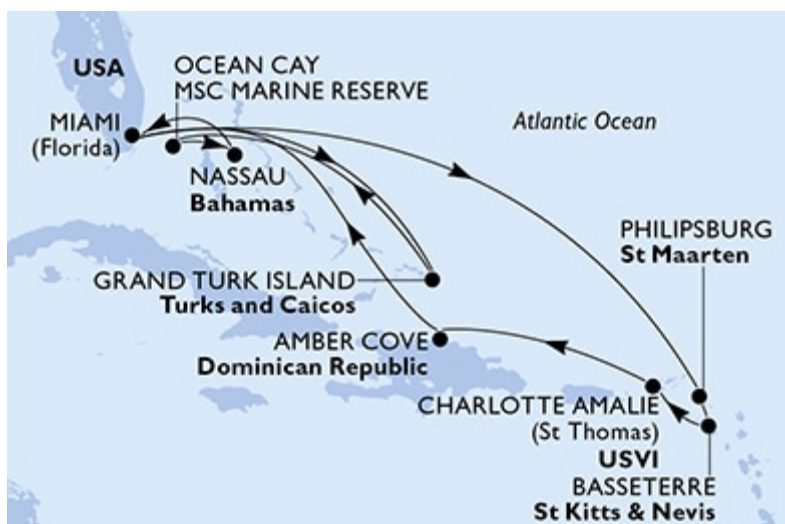 USA
OCEAN CAY
MSC MARINE RESERVE
MIAMI
(Florida)
Atlantic Ocean
NASSAU
Bahamas
PHILIPSBURG
St Maarten
GRAND TURK ISLAND
Turks and Caicos
AMBER COVE
Dominican Republic
CHARLOTTE AMALIE
(St Thomas)
USVI
BASSETERRE
St Kitts & Nevis